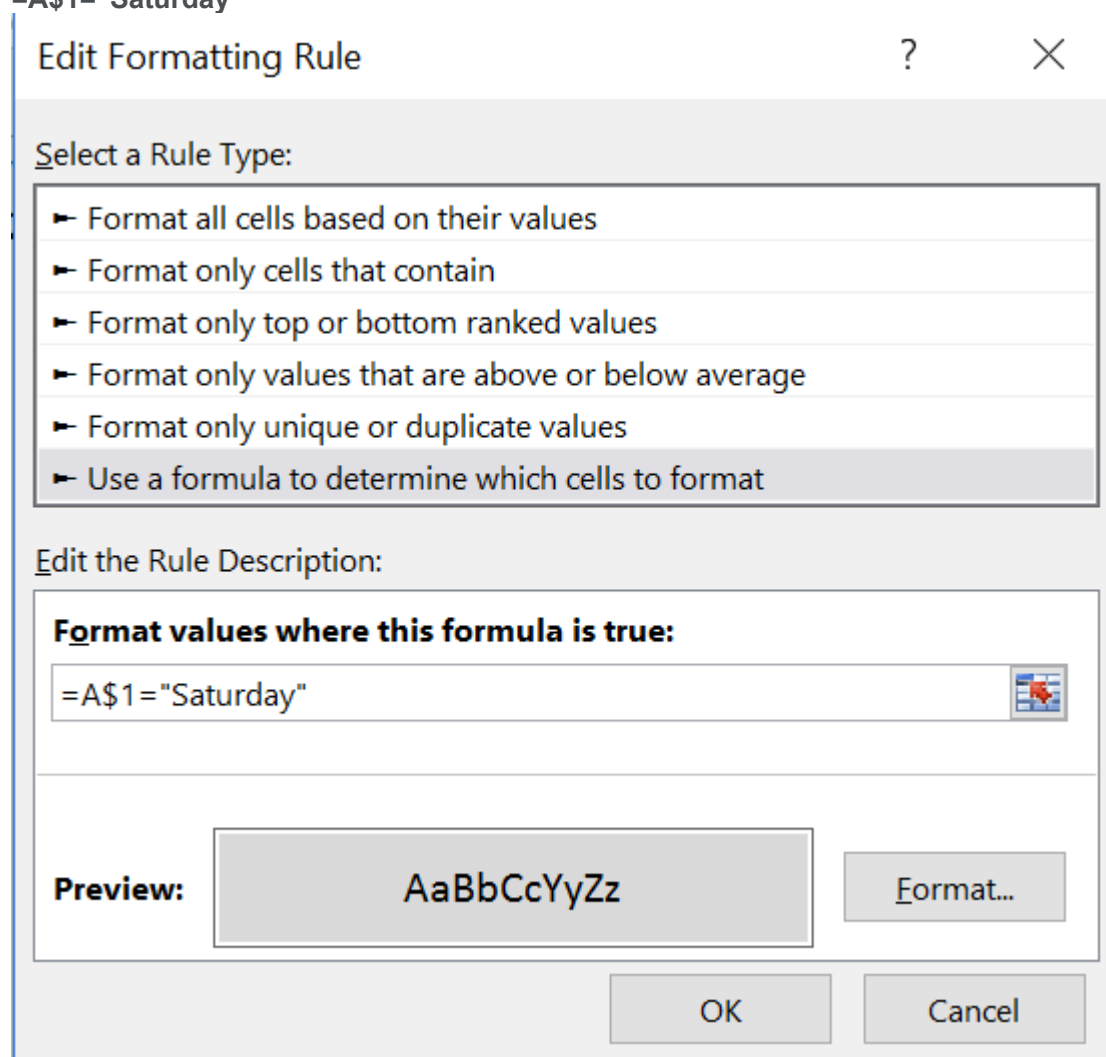 =A$1="Saturday"
Edit Formatting Rule ? ×
Select a Rule Type:
► Format all cells based on their values
► Format only cells that contain
► Format only top or bottom ranked values
► Format only values that are above or below average
► Format only unique or duplicate values
► Use a formula to determine which cells to format
Edit the Rule Description:
Format values where this formula is true:
=A$1="Saturday"
Preview: AaBbCcYyZz Format...
OK Cancel